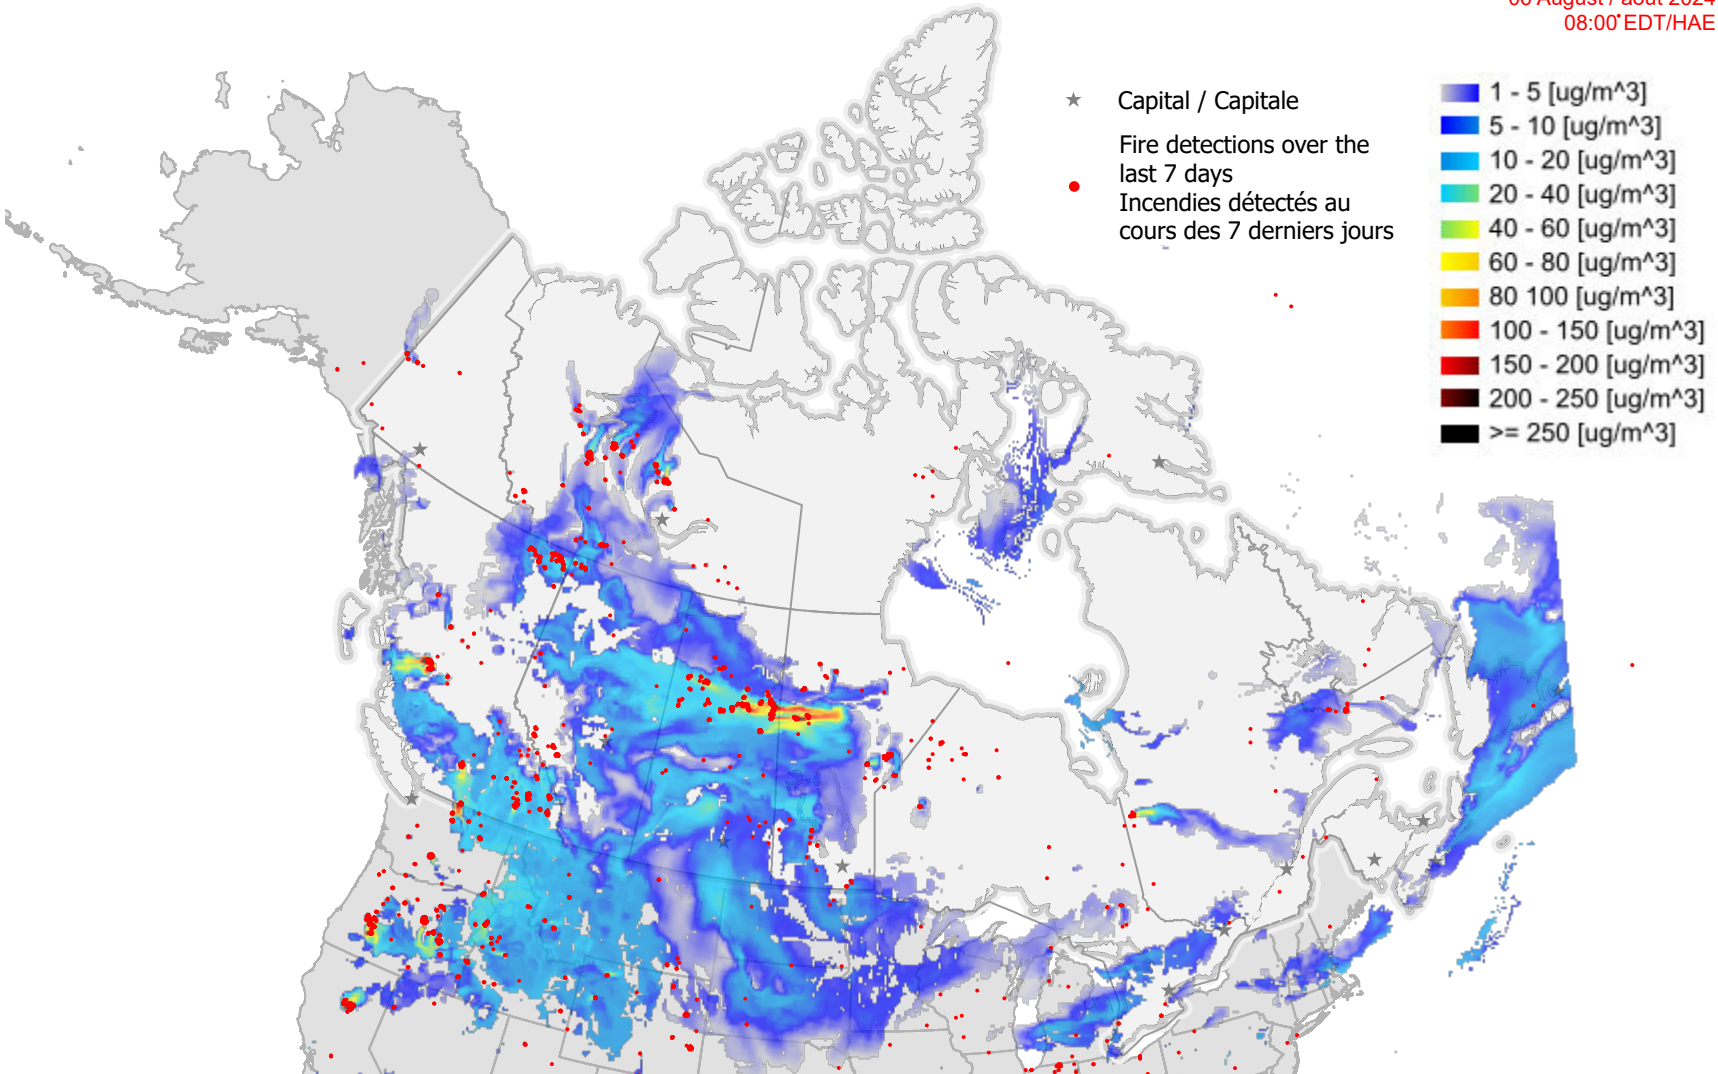 August / août 2024
08:00 EDT/HAE
Capital / Capitale
Fire detections over the
last 7 days
Incendies détectés au
cours des 7 derniers jours
1 - 5 [ug/m^3]
5 - 10 [ug/m^3]
10 - 20 [ug/m^3]
20 - 40 [ug/m^3]
40 - 60 [ug/m^3]
60 - 80 [ug/m^3]
80 100 [ug/m^3]
100 - 150 [ug/m^3]
150 - 200 [ug/m^3]
200 - 250 [ug/m^3]
>= 250 [ug/m^3]